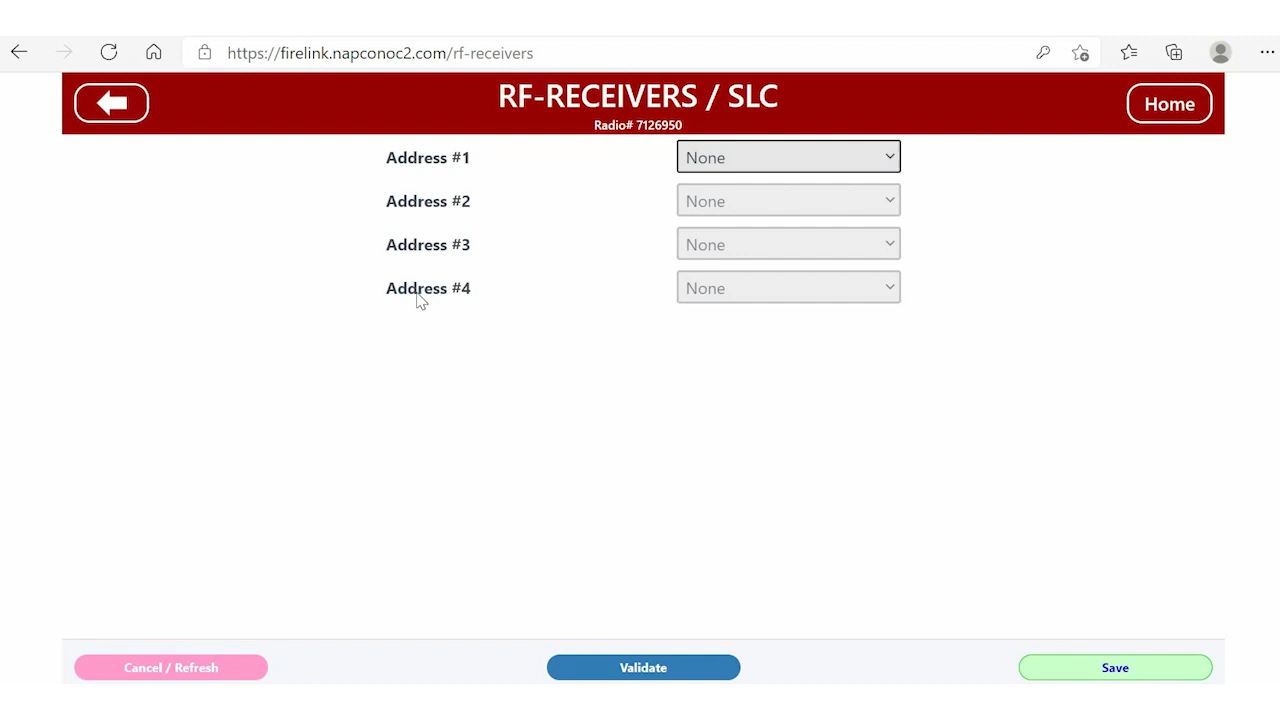 https://firelink.napconoc2.com/rf-receivers
RF-RECEIVERS / SLC
Radio# 7126950
Home
Address #1 None
Address #2 None
Address #3 None
Address #4 None
Cancel / Refresh Validate Save